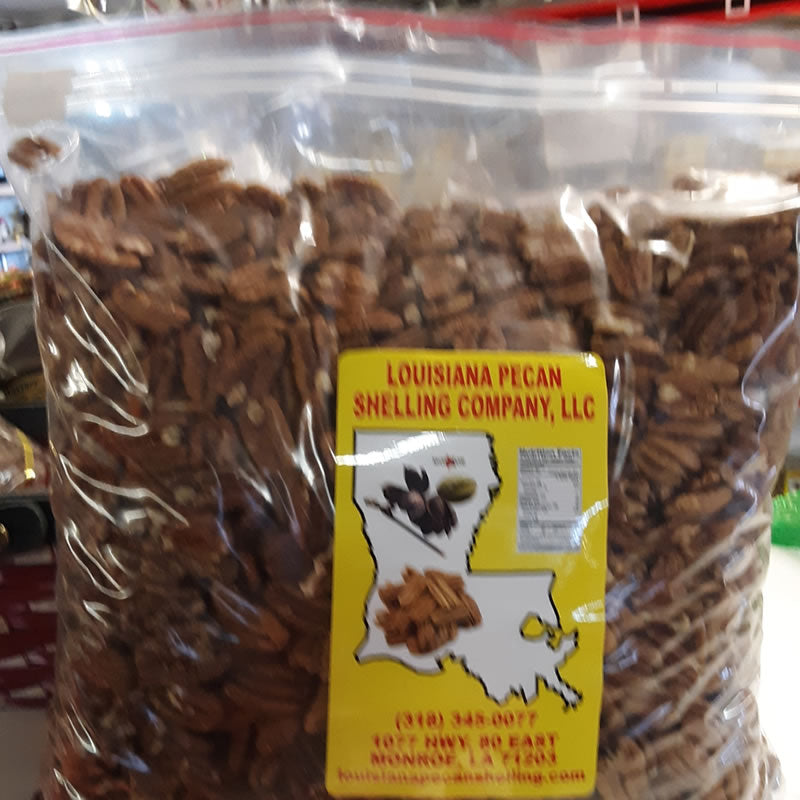 LOUISIANA PECAN
SHELLING COMPANY, LLC
(318) 345-0077
1077 HWY. 80 EAST
MONROE, LA 71203
louisianapecanshelling.com